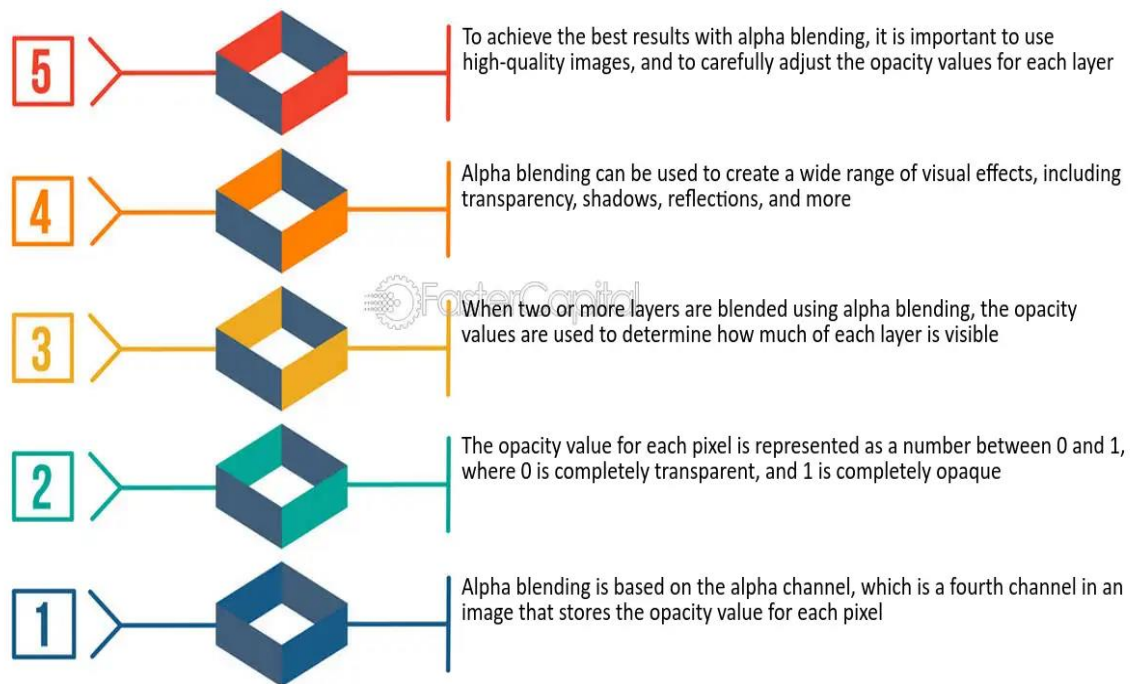 5
To achieve the best results with alpha blending, it is important to use
high-quality images, and to carefully adjust the opacity values for each layer
4
Alpha blending can be used to create a wide range of visual effects, including
transparency, shadows, reflections, and more
FasterCapital
3
When two or more layers are blended using alpha blending, the opacity
values are used to determine how much of each layer is visible
2
The opacity value for each pixel is represented as a number between 0 and 1,
where 0 is completely transparent, and 1 is completely opaque
1
Alpha blending is based on the alpha channel, which is a fourth channel in an
image that stores the opacity value for each pixel